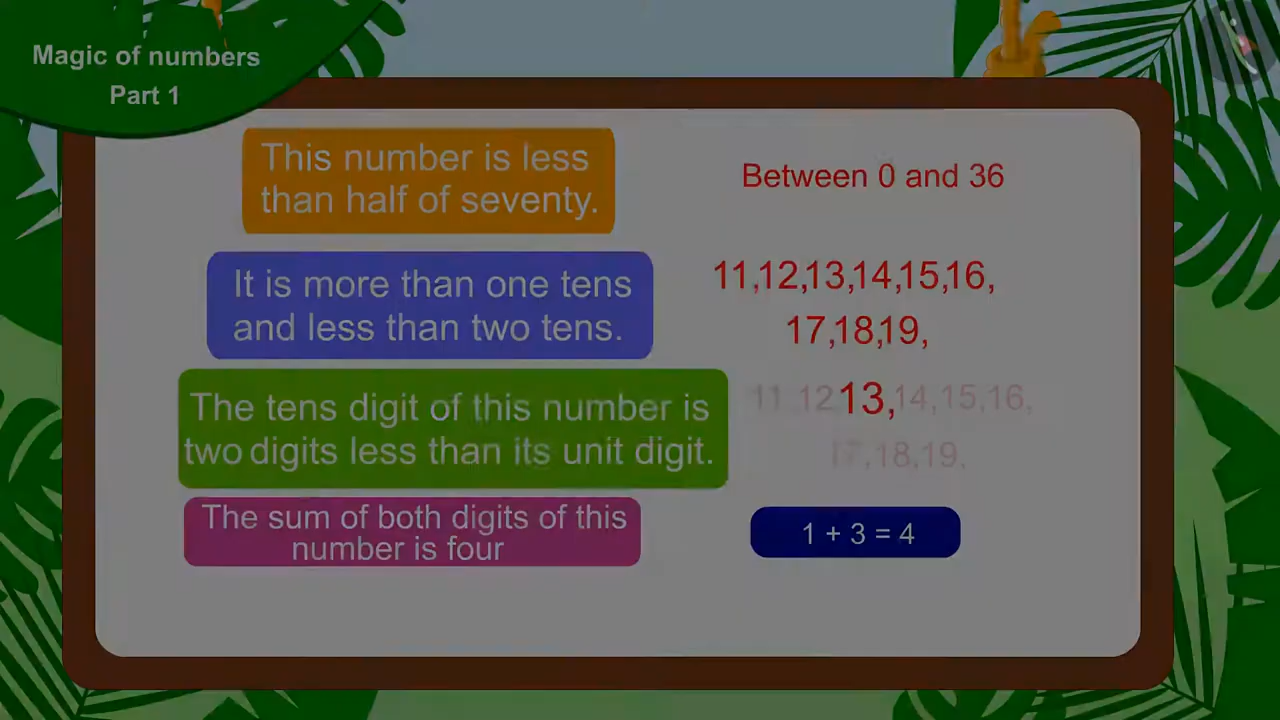 Magic of numbers
Part 1
This number is less
than half of seventy.
Between 0 and 36
It is more than one tens
and less than two tens.
11,12,13,14,15,16,
17,18,19,
The tens digit of this number is
two digits less than its unit digit.
11,12 13,14,15,16,
17,18,19,
The sum of both digits of this
number is four
1 + 3 = 4